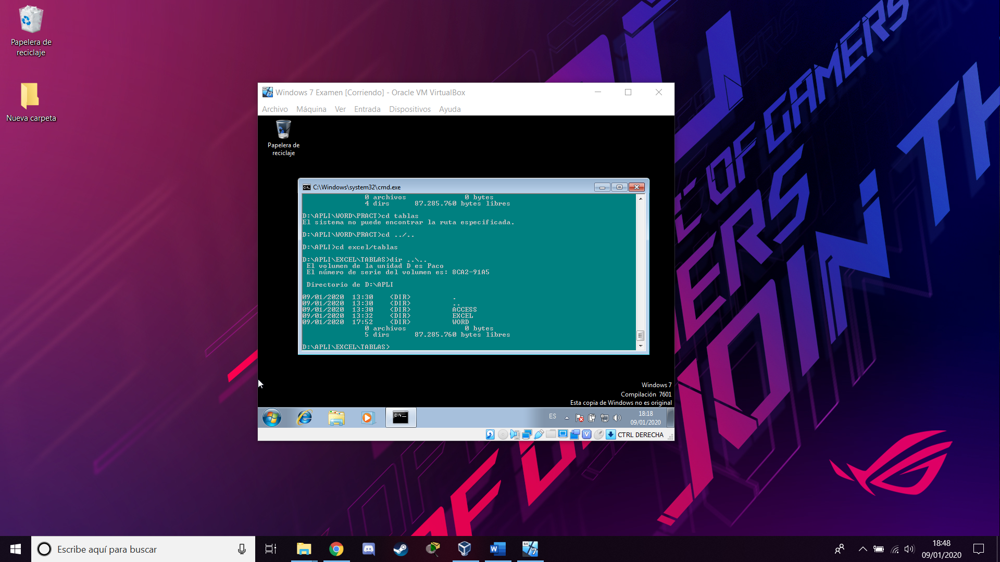 Papelera de
reciclaje
Nueva carpeta
Windows 7 Examen [Corriendo] - Oracle VM VirtualBox
Archivo Máquina Ver Entrada Dispositivos Ayuda
Papelera de
reciclaje
C:\Windows\system32\cmd.exe
0 archivos 0 bytes
4 dirs 87.285.760 bytes libres
D:\APLI\WORD\PRACT>cd tablas
El sistema no puede encontrar la ruta especificada.
D:\APLI\WORD\PRACT>cd ../..
D:\APLI>cd excel/tablas
D:\APLI\EXCEL\TABLAS>dir ..\..
El volumen de la unidad D es Paco
El número de serie del volumen es: 8CA2-91A5
Directorio de D:\APLI
09/01/2020 13:30 <DIR> .
09/01/2020 13:30 <DIR> ..
09/01/2020 13:30 <DIR> ACCESS
09/01/2020 13:32 <DIR> EXCEL
09/01/2020 17:52 <DIR> WORD
0 archivos 0 bytes
5 dirs 87.285.760 bytes libres
D:\APLI\EXCEL\TABLAS>
Windows 7
Compilación 7601
Esta copia de Windows no es original
ES
18:18
09/01/2020
CTRL DERECHA
OF GAMERS
JOIN TH
Escribe aquí para buscar
18:48
09/01/2020